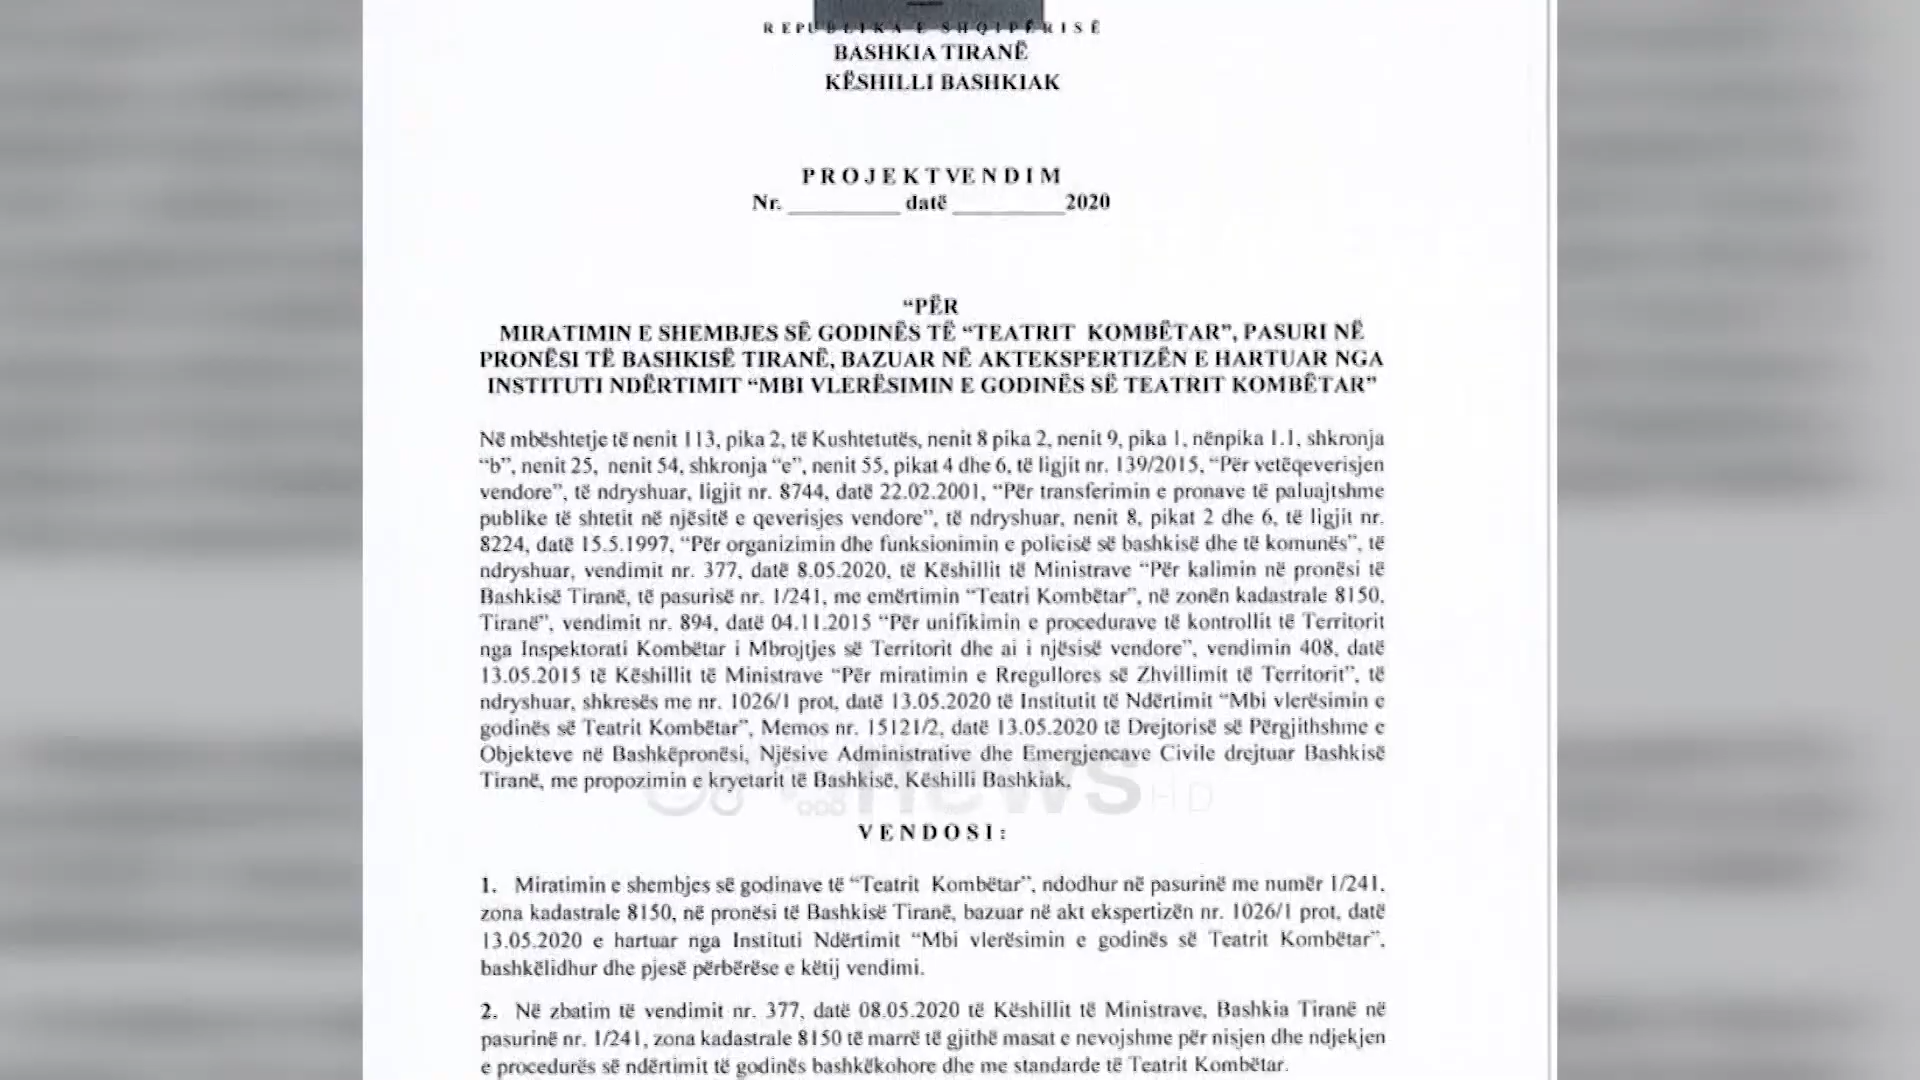 REPUBLIKA E SHQIPËRISË
BASHKIA TIRANË
KËSHILLI BASHKIAK
PROJEKTVENDIM
Nr. __________ datë __________2020
“PËR
MIRATIMIN E SHEMBJES SË GODINËS TË “TEATRIT KOMBËTAR”, PASURI NË
PRONËSI TË BASHKISË TIRANË, BAZUAR NË AKTEKSPERTIZËN E HARTUAR NGA
INSTITUTI NDËRTIMIT “MBI VLERËSIMIN E GODINËS SË TEATRIT KOMBËTAR”
Në mbështetje të nenit 113, pika 2, të Kushtetutës, nenit 8 pika 2, nenit 9, pika 1, nënpika 1.1, shkronja
“b”, nenit 25, nenit 54, shkronja “e”, nenit 55, pikat 4 dhe 6, të ligjit nr. 139/2015, “Për vetëqeverisjen
vendore”, të ndryshuar, ligjit nr. 8744, datë 22.02.2001, “Për transferimin e pronave të paluajtshme
publike të shtetit në njësitë e qeverisjes vendore”, të ndryshuar, nenit 8, pikat 2 dhe 6, të ligjit nr.
8224, datë 15.5.1997, “Për organizimin dhe funksionimin e policisë së bashkisë dhe të komunës”, të
ndryshuar, vendimit nr. 377, datë 8.05.2020, të Këshillit të Ministrave “Për kalimin në pronësi të
Bashkisë Tiranë, të pasurisë nr. 1/241, me emërtimin “Teatri Kombëtar”, në zonën kadastrale 8150,
Tiranë”, vendimit nr. 894, datë 04.11.2015 “Për unifikimin e procedurave të kontrollit të Territorit
nga Inspektorati Kombëtar i Mbrojtjes së Territorit dhe ai i njësisë vendore”, vendimin 408, datë
13.05.2015 të Këshillit të Ministrave “Për miratimin e Rregullores së Zhvillimit të Territorit”, të
ndryshuar, shkresës me nr. 1026/1 prot, datë 13.05.2020 të Institutit të Ndërtimit “Mbi vlerësimin e
godinës së Teatrit Kombëtar”, Memos nr. 15121/2, datë 13.05.2020 të Drejtorisë së Përgjithshme e
Objekteve në Bashkëpronësi, Njësive Administrative dhe Emergjencave Civile drejtuar Bashkisë
Tiranë, me propozimin e kryetarit të Bashkisë, Këshilli Bashkiak,
news HD
VENDOSI:
1. Miratimin e shembjes së godinave të “Teatrit Kombëtar”, ndodhur në pasurinë me numër 1/241,
zona kadastrale 8150, në pronësi të Bashkisë Tiranë, bazuar në akt ekspertizën nr. 1026/1 prot, datë
13.05.2020 e hartuar nga Instituti Ndërtimit “Mbi vlerësimin e godinës së Teatrit Kombëtar”,
bashkëlidhur dhe pjesë përbërëse e këtij vendimi.
2. Në zbatim të vendimit nr. 377, datë 08.05.2020 të Këshillit të Ministrave, Bashkia Tiranë në
pasurinë nr. 1/241, zona kadastrale 8150 të marrë të gjithë masat e nevojshme për nisjen dhe ndjekjen
e procedurës së ndërtimit të godinës bashkëkohore dhe me standarde të Teatrit Kombëtar.